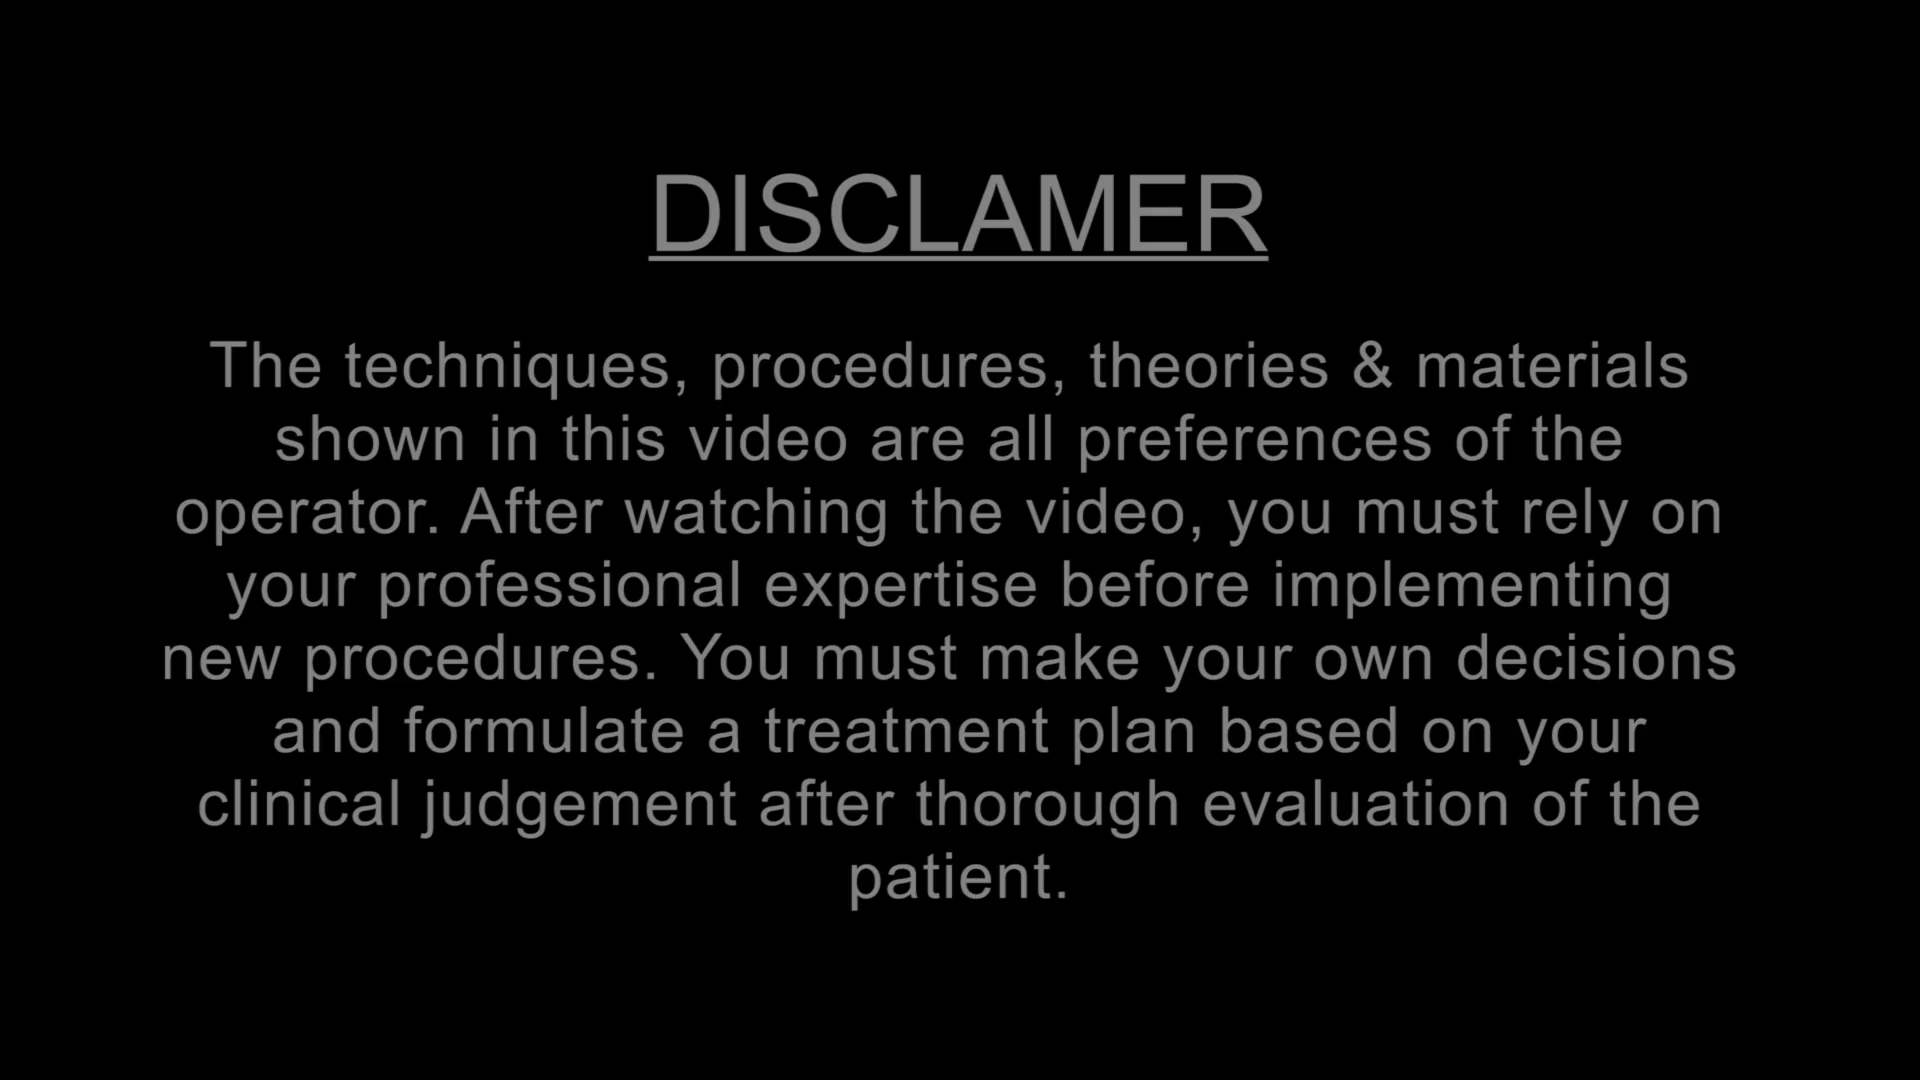 DISCLAMER
The techniques, procedures, theories & materials
shown in this video are all preferences of the
operator. After watching the video, you must rely on
your professional expertise before implementing
new procedures. You must make your own decisions
and formulate a treatment plan based on your
clinical judgement after thorough evaluation of the
patient.